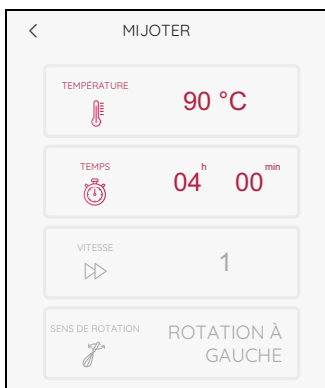 MIJOTER
TEMPÉRATURE
90 °C
TEMPS
04 h 00 min
VITESSE
1
SENS DE ROTATION
ROTATION À
GAUCHE